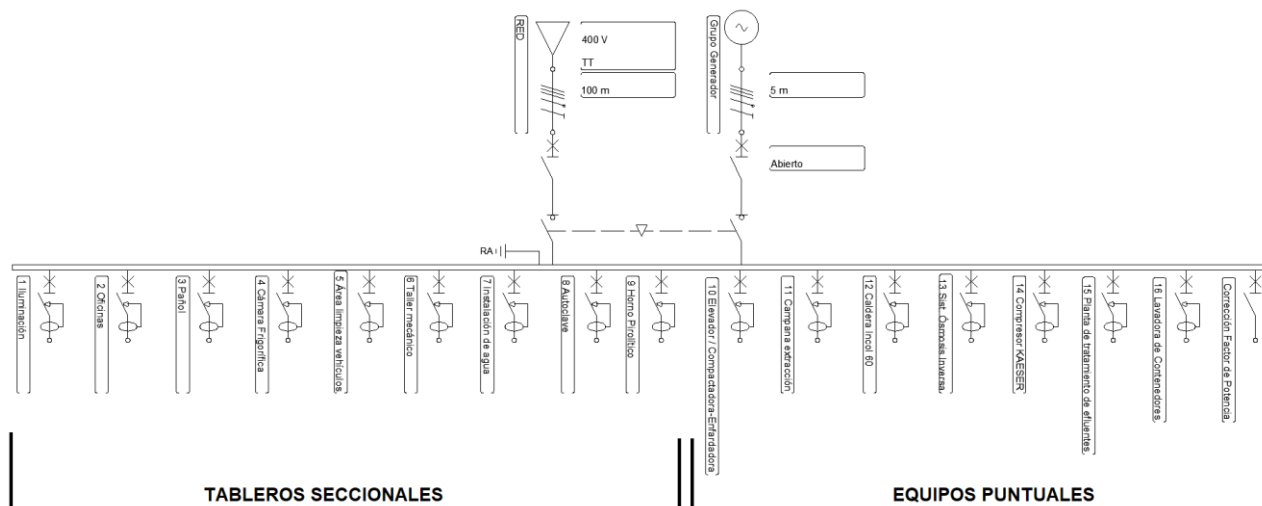 RED
400 V
TT
100 m
Grupo Generador
5 m
Abierto
RA
1 Iluminación
2 Oficinas
3 Pañol
4 Cámara Frigorífica
5 Área limpieza vehículos
6 Taller mecánico
7 Instalación de agua
8 Autoclave
9 Horno Pirolítico
10 Elevador / Compactadora-Enfardadora
11 Campana extracción
12 Caldera Incol 60
13 Sist. Ósmosis Inversa
14 Compresor KAESER
15 Planta de tratamiento de efluentes
16 Lavadora de Contenedores
Corrección Factor de Potencia
TABLEROS SECCIONALES
EQUIPOS PUNTUALES